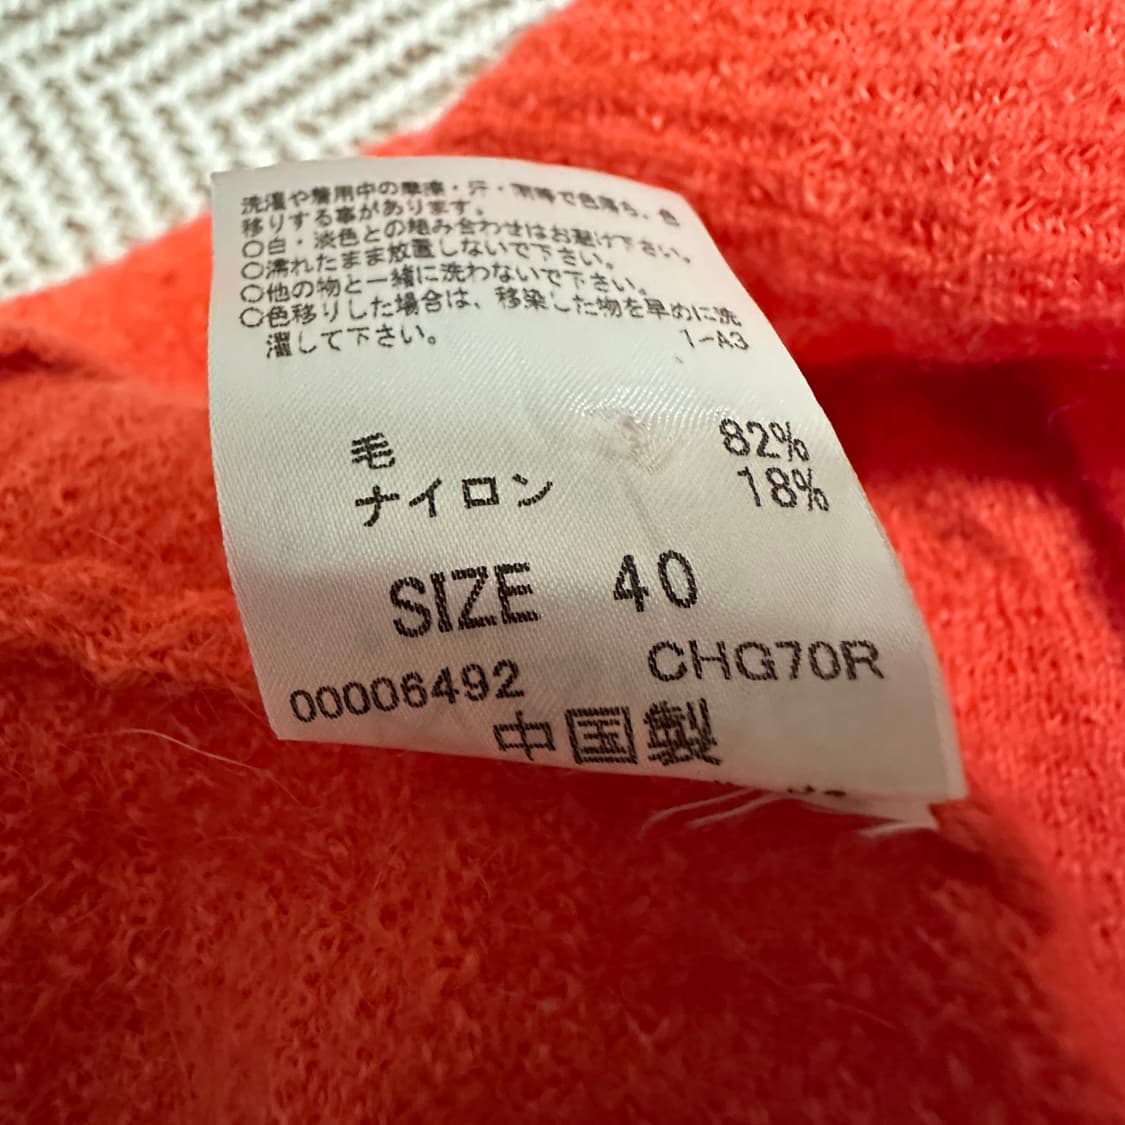 洗濯や着用中の摩擦・汗・雨等で色落ち、色
移りする事があります。
〇白・淡色との組み合わせはお避け下さい。
〇濡れたまま放置しないで下さい。
〇他の物と一緒に洗わないで下さい。
〇色移りした場合は、移染した物を早めに洗
濯して下さい。
1-A3
毛 82%
ナイロン 18%
SIZE 40
00006492 CHG70R
中国製